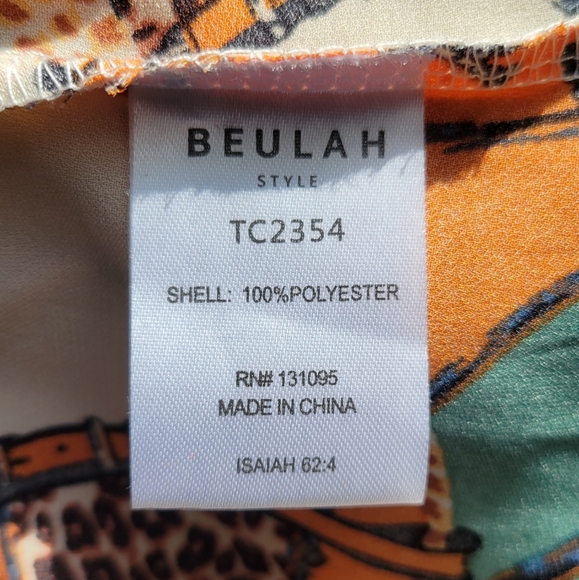 BEULAH
STYLE
TC2354
SHELL: 100%POLYESTER
RN# 131095
MADE IN CHINA
ISAIAH 62:4